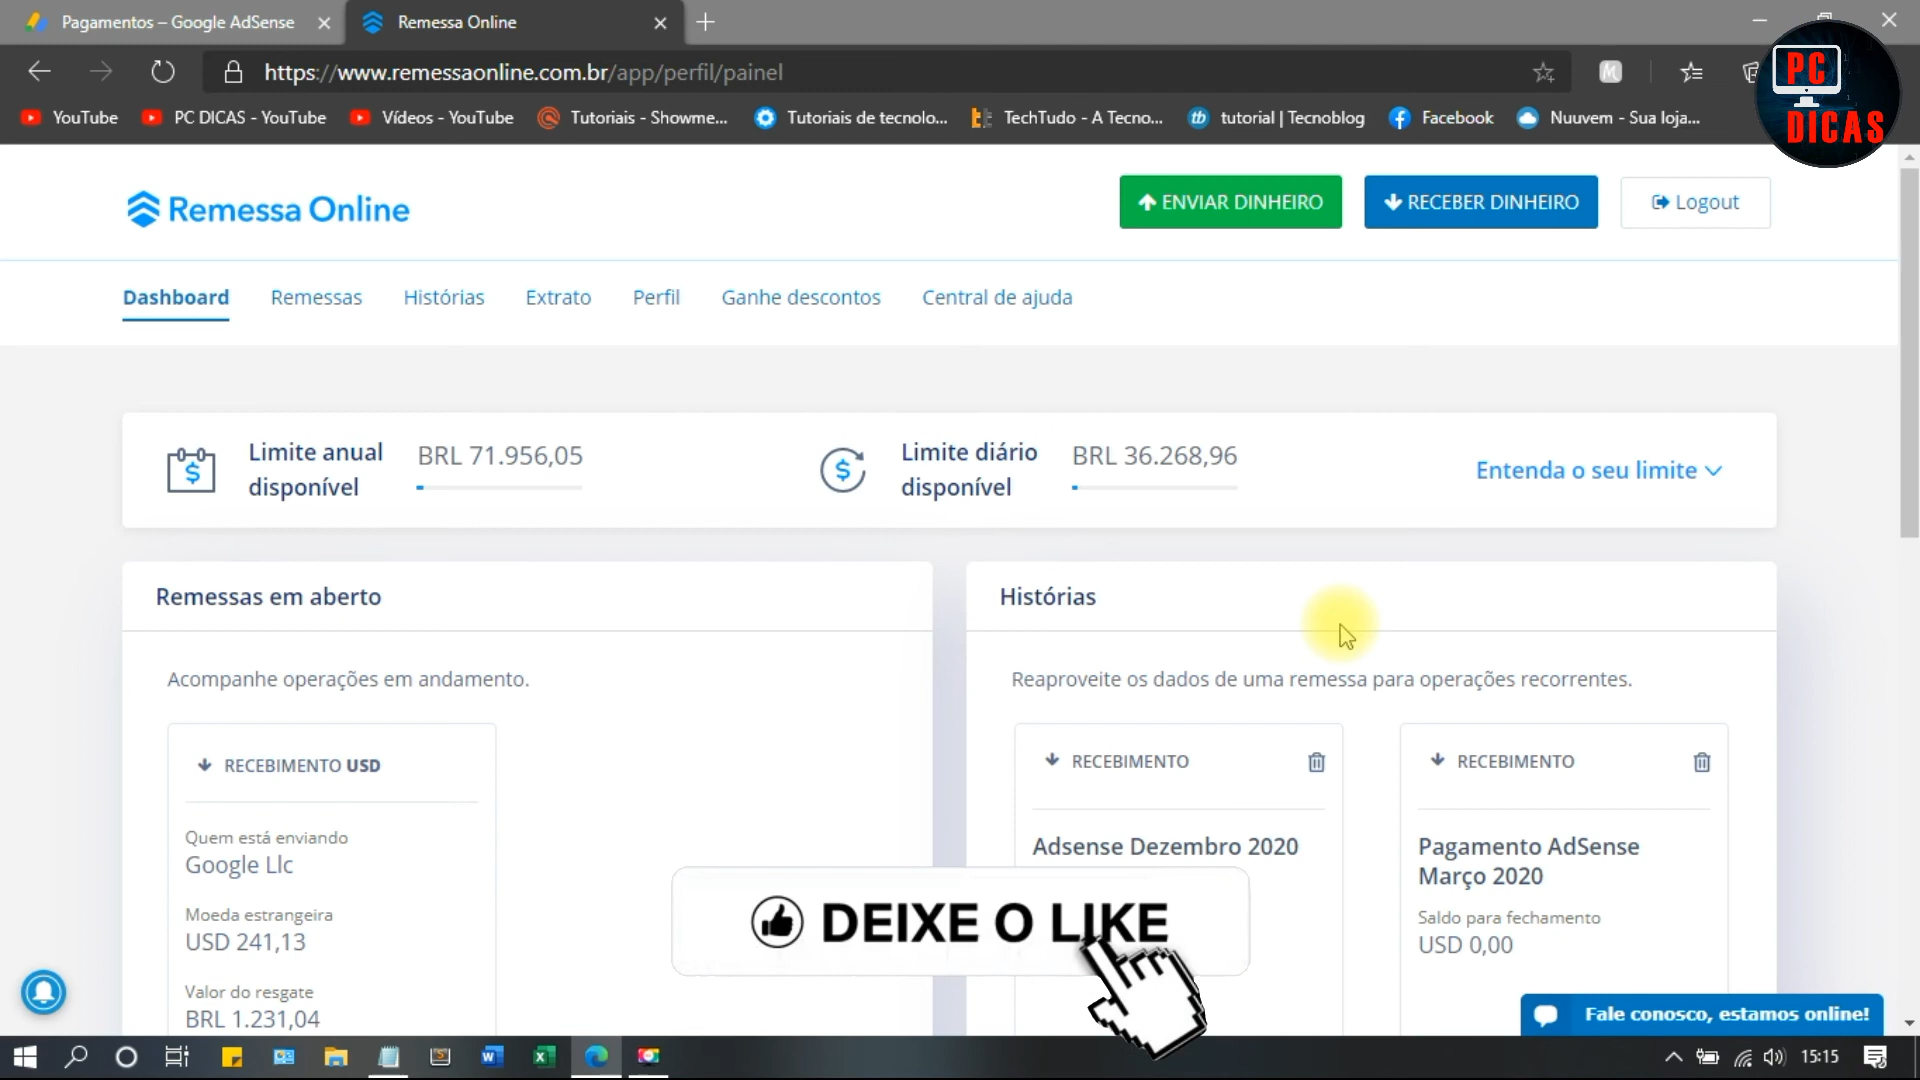 Pagamentos – Google AdSense
Remessa Online
https://www.remessaonline.com.br/app/perfil/painel
YouTube
PC DICAS - YouTube
Vídeos - YouTube
Tutoriais - Showme...
Tutoriais de tecnolo...
TechTudo - A Tecno...
tutorial | Tecnoblog
Facebook
Nuuvem - Sua loja...
PC
DICAS
Remessa Online
ENVIAR DINHEIRO
RECEBER DINHEIRO
Logout
Dashboard
Remessas
Histórias
Extrato
Perfil
Ganhe descontos
Central de ajuda
Limite anual
disponível
BRL 71.956,05
Limite diário
disponível
BRL 36.268,96
Entenda o seu limite
Remessas em aberto
Acompanhe operações em andamento.
RECEBIMENTO USD
Quem está enviando
Google Llc
Moeda estrangeira
USD 241,13
Valor do resgate
BRL 1.231,04
Histórias
Reaproveite os dados de uma remessa para operações recorrentes.
RECEBIMENTO
Adsense Dezembro 2020
RECEBIMENTO
Pagamento AdSense
Março 2020
Saldo para fechamento
USD 0,00
DEIXE O LIKE
Fale conosco, estamos online!
15:15